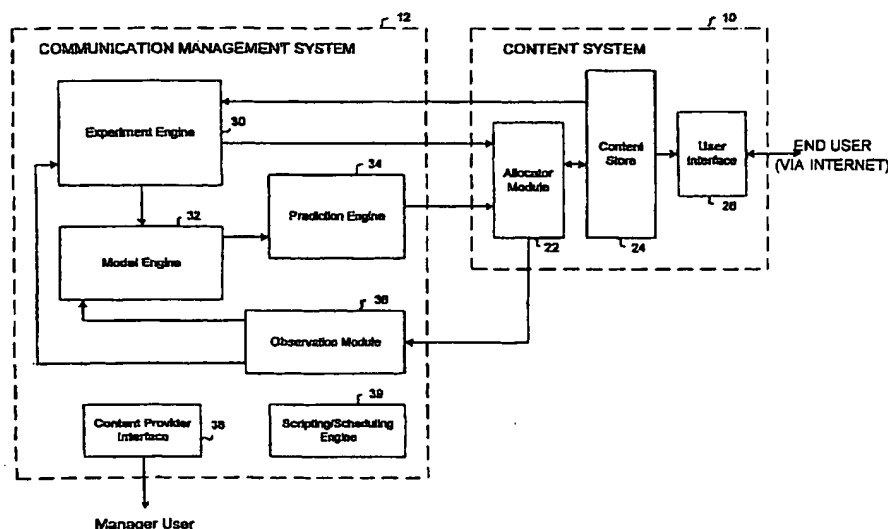 12
10
COMMUNICATION MANAGEMENT SYSTEM
CONTENT SYSTEM
Experiment Engine
30
34
Prediction Engine
32
Model Engine
36
Observation Module
39
Content Provider
Interface
38
Scripting/Scheduling
Engine
Manager User
Allocator
Module
22
Content
Store
24
User
Interface
26
END USER
(VIA INTERNET)